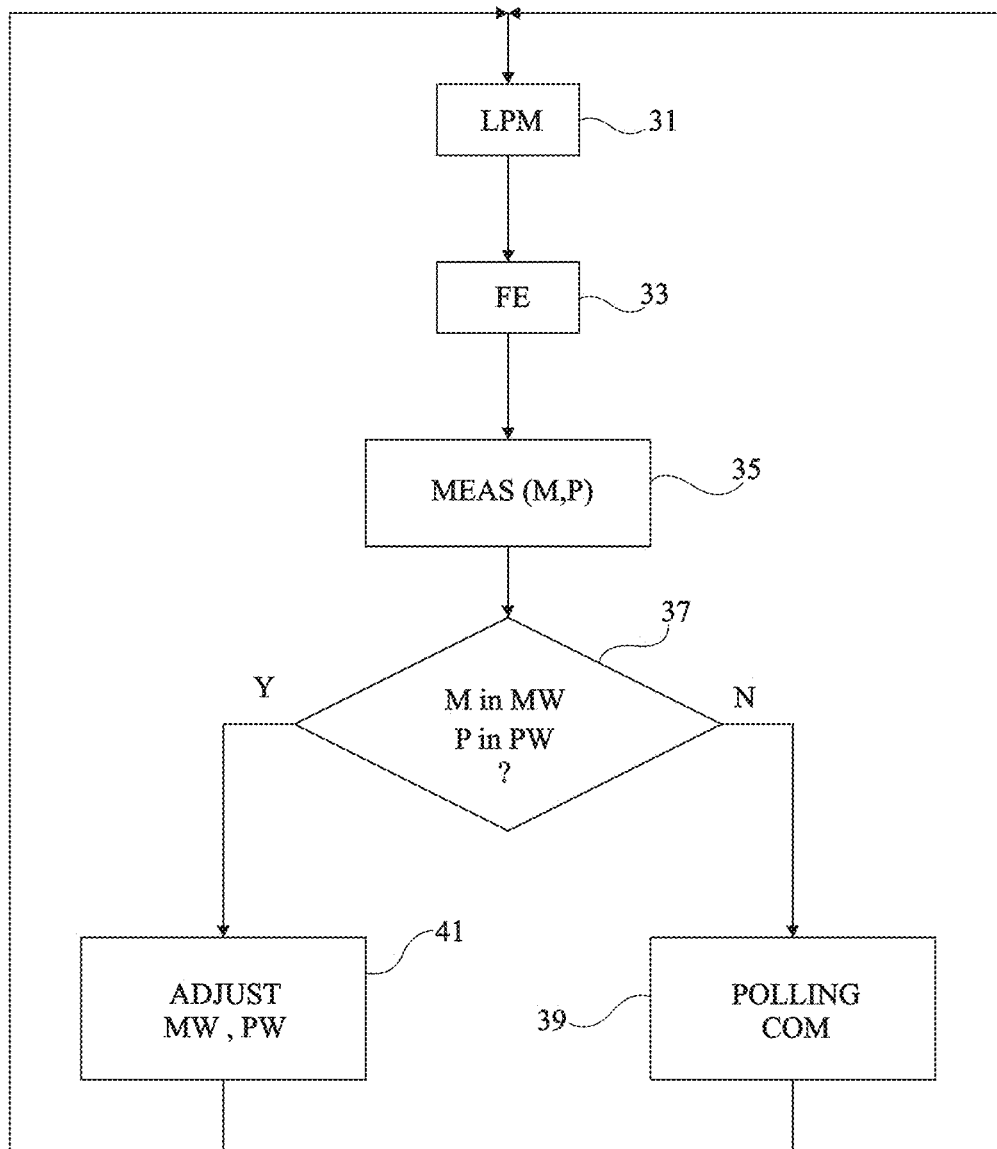 LPM
31
FE
33
MEAS (M,P)
35
37
Y
M in MW
P in PW
?
N
41
ADJUST
MW , PW
39
POLLING
COM